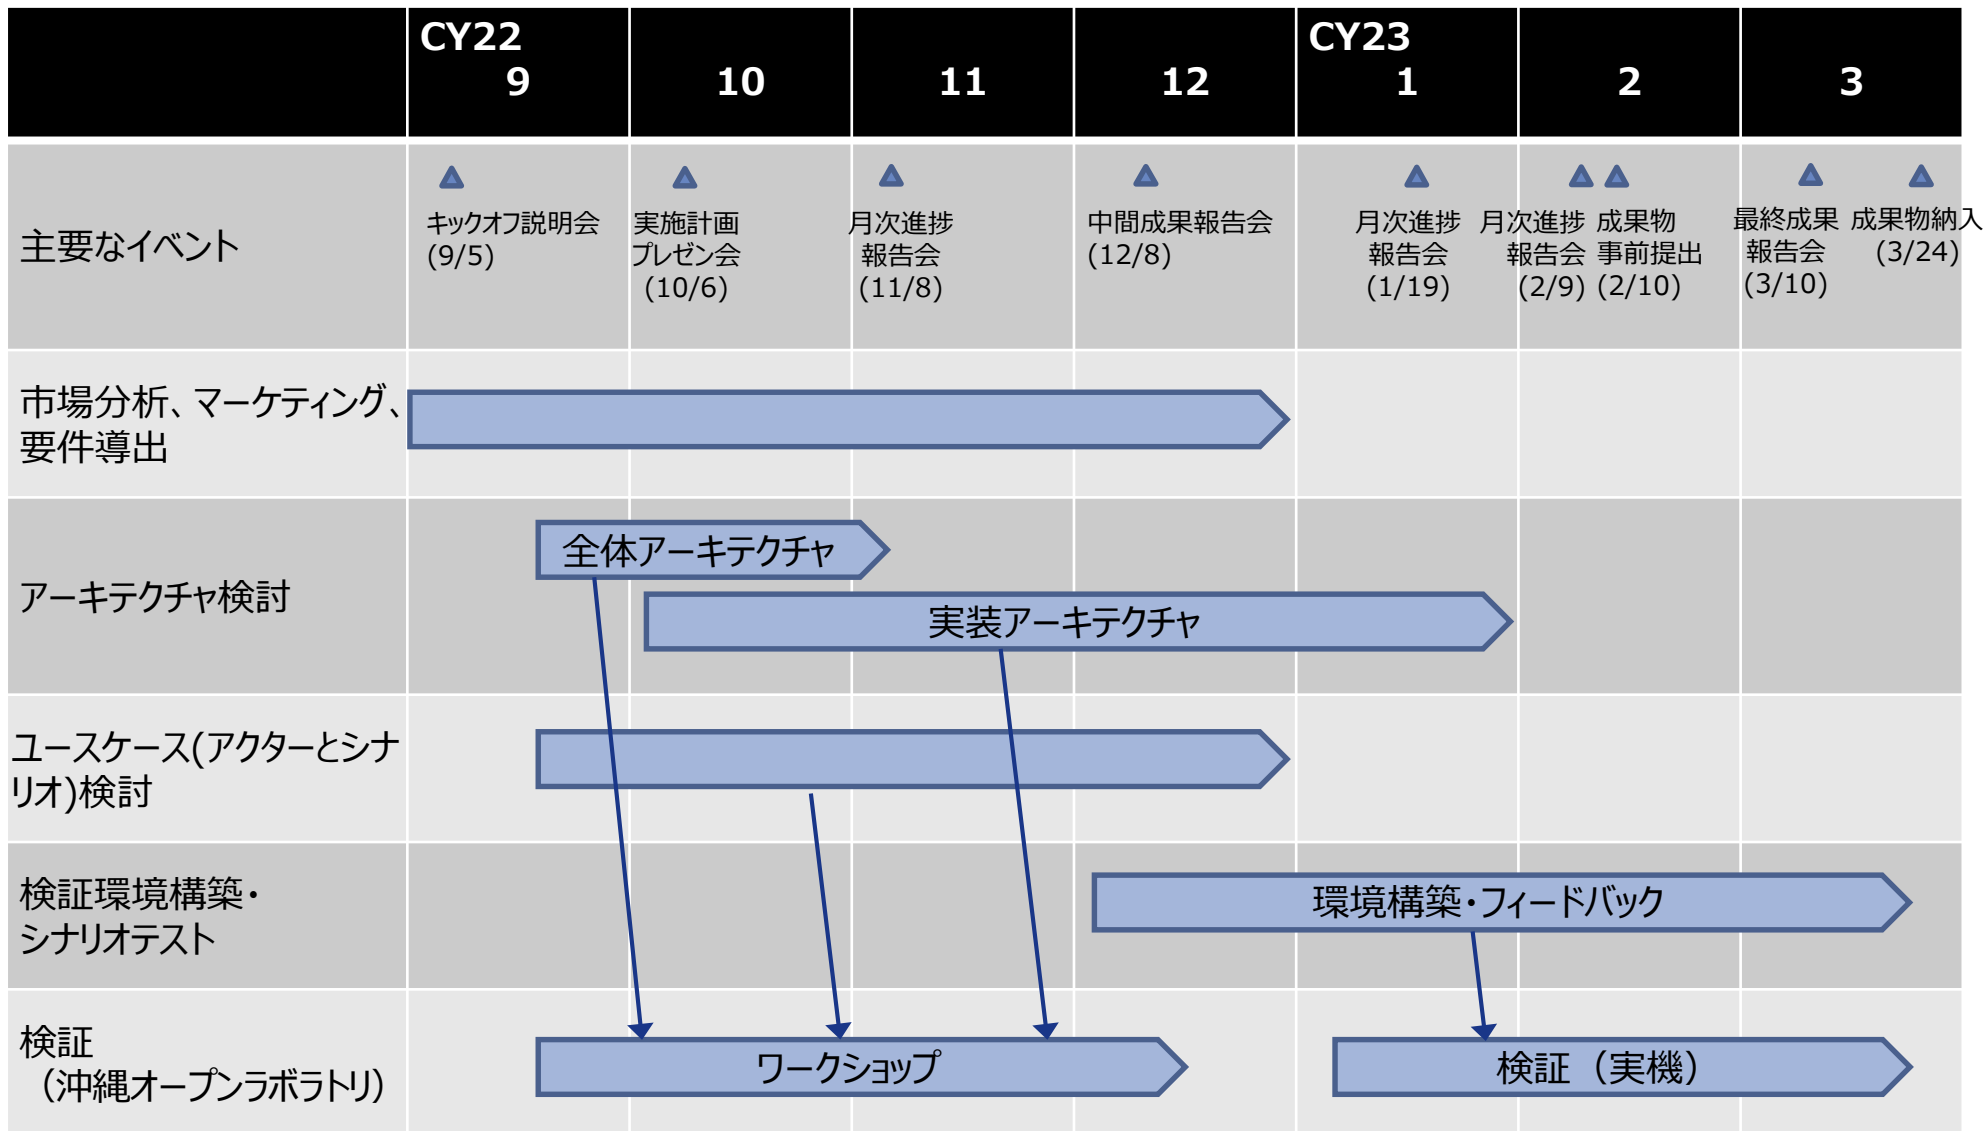 CY22
9
10
11
12
CY23
1
2
3
主要なイベント
キックオフ説明会
(9/5)
実施計画
プレゼン会
(10/6)
月次進捗
報告会
(11/8)
中間成果報告会
(12/8)
月次進捗
報告会
(1/19)
月次進捗
報告会
(2/9)
成果物
事前提出
(2/10)
最終成果
報告会
(3/10)
成果物納入
(3/24)
市場分析、マーケティング、
要件導出
アーキテクチャ検討
全体アーキテクチャ
実装アーキテクチャ
ユースケース(アクターとシナ
リオ)検討
検証環境構築・
シナリオテスト
環境構築・フィードバック
検証
（沖縄オープンラボラトリ）
ワークショップ
検証（実機）